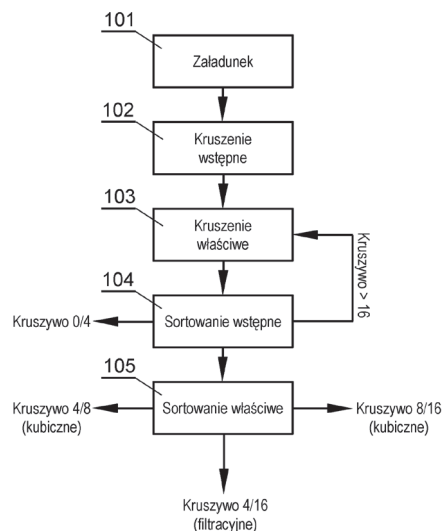 101
Załadunek
102
Kruszenie
wstępne
103
Kruszenie
właściwe
Kruszywo > 16
104
Kruszywo 0/4
Sortowanie wstępne
105
Kruszywo 4/8
(kubiczne)
Sortowanie właściwe
Kruszywo 8/16
(kubiczne)
Kruszywo 4/16
(filtracyjne)